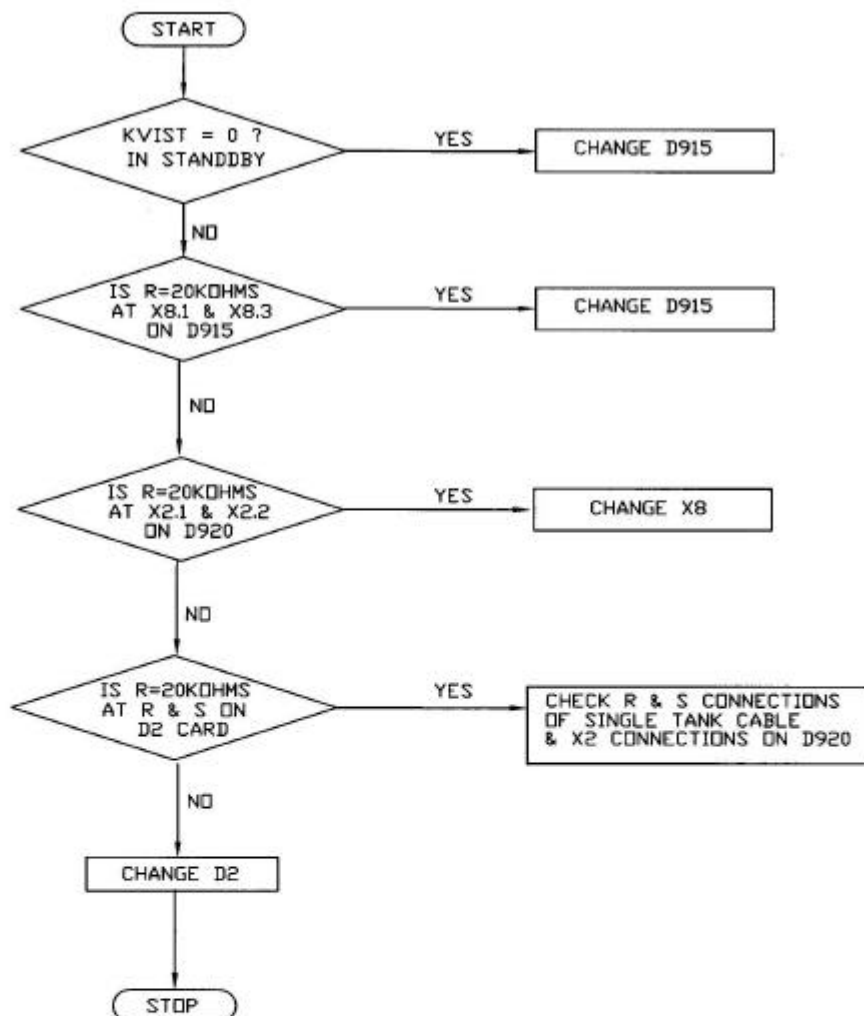 START
KVIST = 0 ?
IN STANDDBY
YES
CHANGE D915
NO
IS R=20KOHMS
AT X8.1 & X8.3
ON D915
YES
CHANGE D915
NO
IS R=20KOHMS
AT X2.1 & X2.2
ON D920
YES
CHANGE X8
NO
IS R=20KOHMS
AT R & S ON
D2 CARD
YES
CHECK R & S CONNECTIONS
OF SINGLE TANK CABLE
& X2 CONNECTIONS ON D920
NO
CHANGE D2
STOP